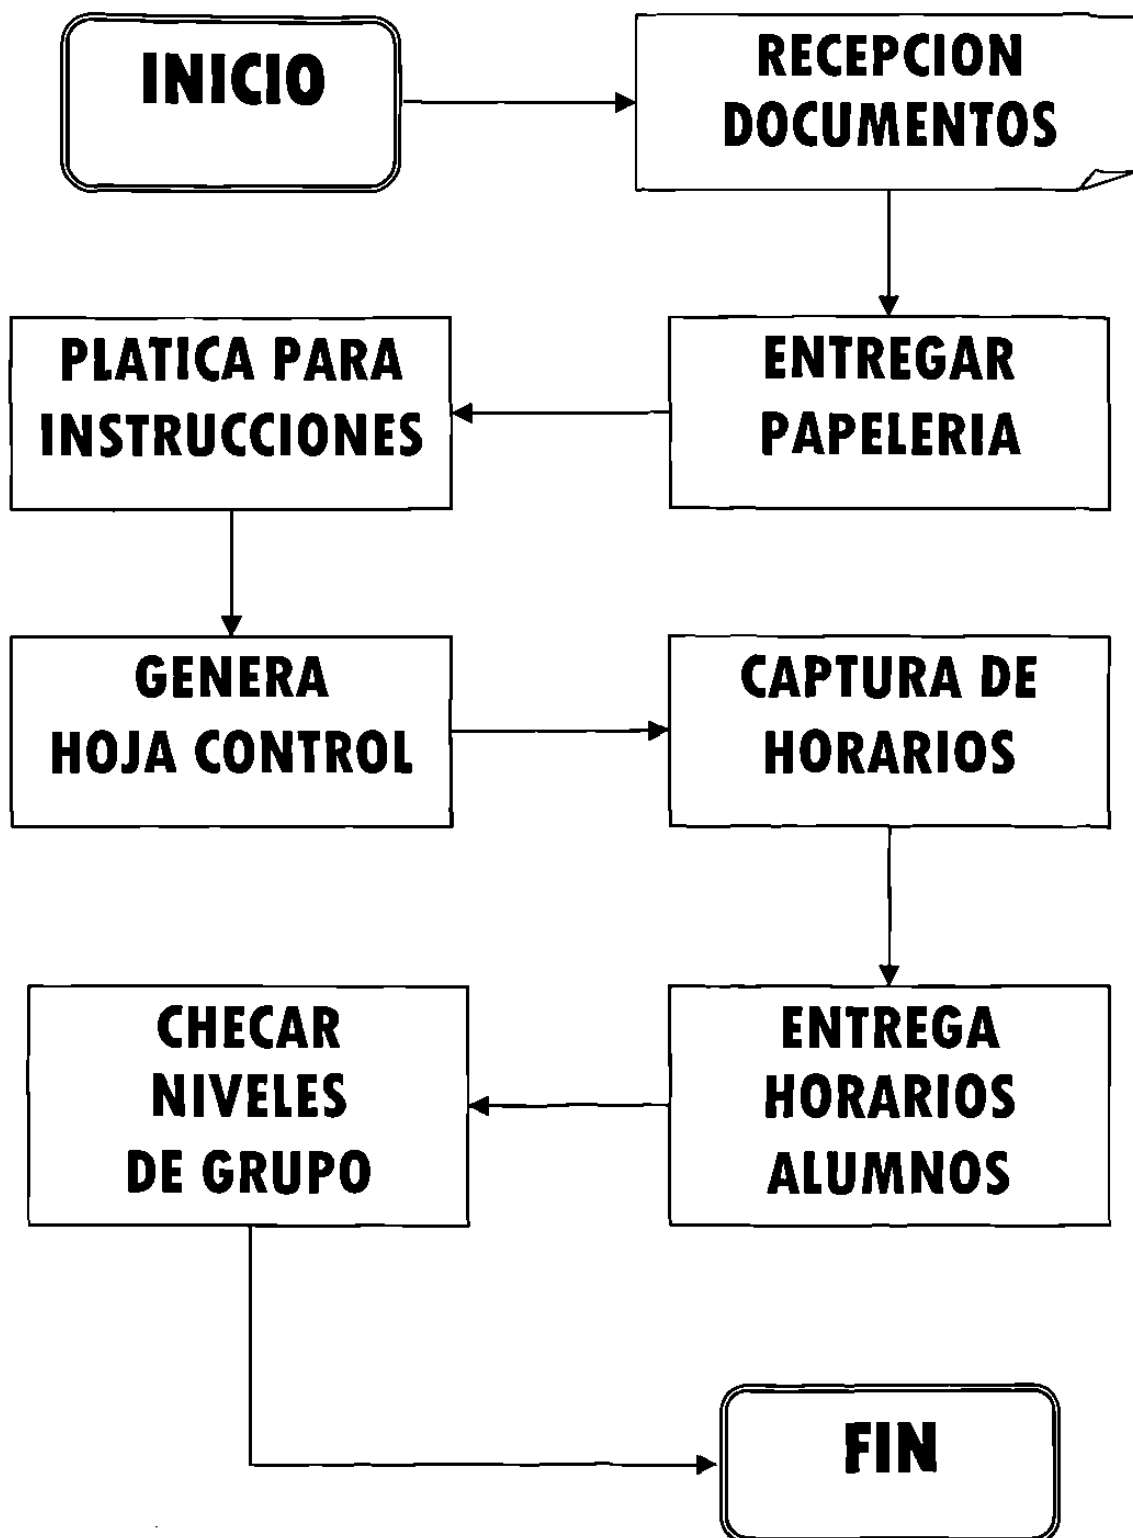 INICIO
RECEPCION
DOCUMENTOS
PLATICA PARA
INSTRUCCIONES
ENTREGAR
PAPELERIA
GENERA
HOJA CONTROL
CAPTURA DE
HORARIOS
CHECAR
NIVELES
DE GRUPO
ENTREGA
HORARIOS
ALUMNOS
FIN